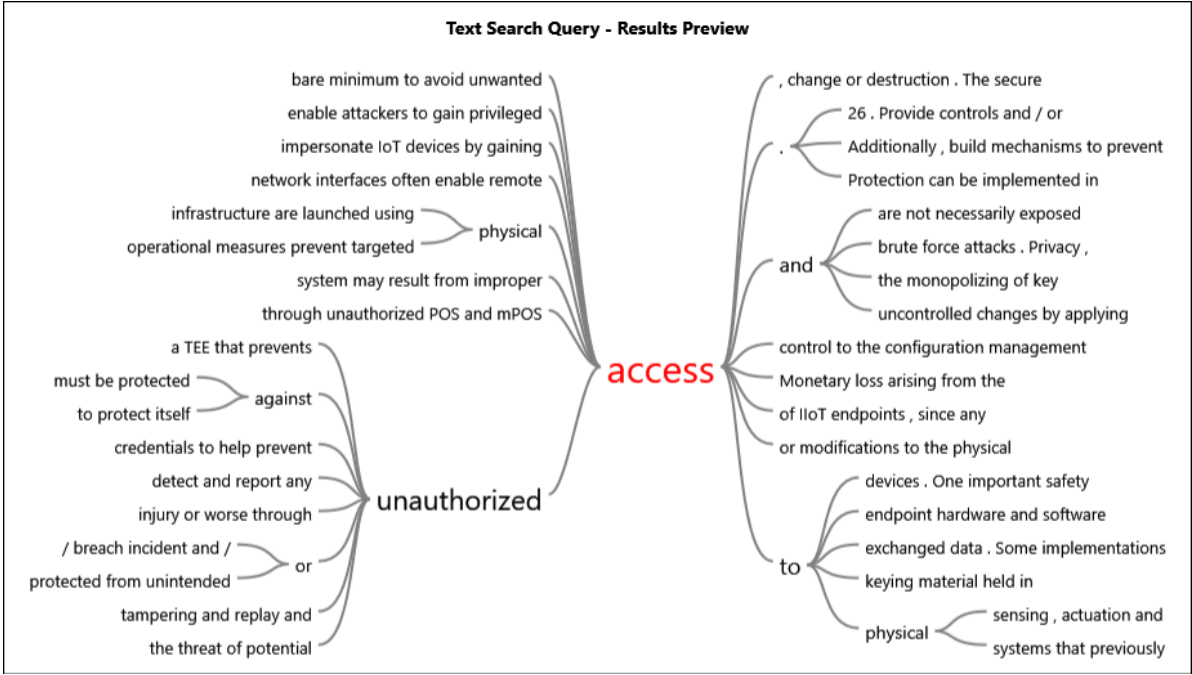 Text Search Query - Results Preview
bare minimum to avoid unwanted
enable attackers to gain privileged
impersonate IoT devices by gaining
network interfaces often enable remote
infrastructure are launched using
operational measures prevent targeted
physical
system may result from improper
through unauthorized POS and mPOS
a TEE that prevents
must be protected
to protect itself
against
credentials to help prevent
detect and report any
injury or worse through
/ breach incident and /
protected from unintended
or
tampering and replay and
the threat of potential
unauthorized
access
, change or destruction . The secure
.
26 . Provide controls and / or
Additionally , build mechanisms to prevent
Protection can be implemented in
and
are not necessarily exposed
brute force attacks . Privacy ,
the monopolizing of key
uncontrolled changes by applying
control to the configuration management
Monetary loss arising from the
of IIoT endpoints , since any
or modifications to the physical
to
devices . One important safety
endpoint hardware and software
exchanged data . Some implementations
keying material held in
physical
sensing , actuation and
systems that previously